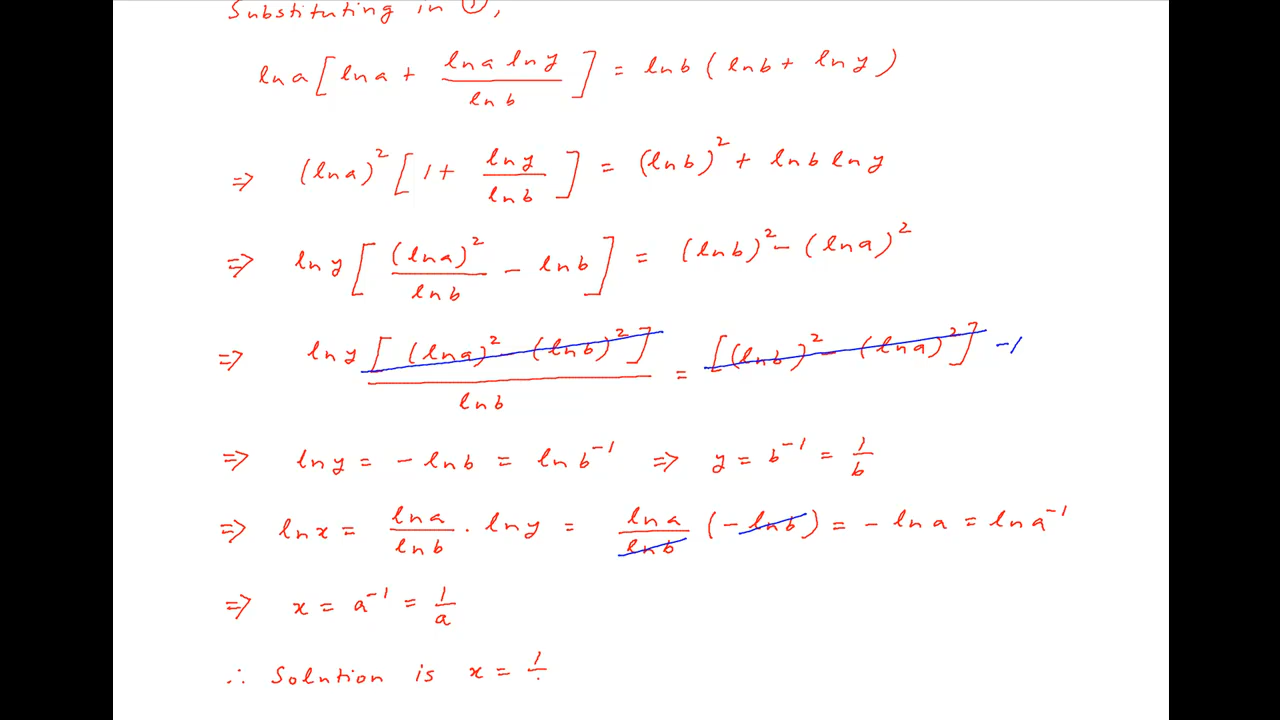 Substituting in ①,
ln a [ ln a + (ln a ln y)/(ln b) ] = ln b ( ln b + ln y )
⇒ (ln a)² [ 1 + (ln y)/(ln b) ] = (ln b)² + ln b ln y
⇒ ln y [ (ln a)²/(ln b) - ln b ] = (ln b)² - (ln a)²
⇒ ln y [ (ln a)² - (ln b)² ] / ln b = [ (ln b)² - (ln a)² ] -1
⇒ ln y = - ln b = ln b⁻¹ ⇒ y = b⁻¹ = 1/b
⇒ ln x = (ln a)/(ln b) · ln y = (ln a)/(ln b) (- ln b) = - ln a = ln a⁻¹
⇒ x = a⁻¹ = 1/a
∴ Solution is x = 1/